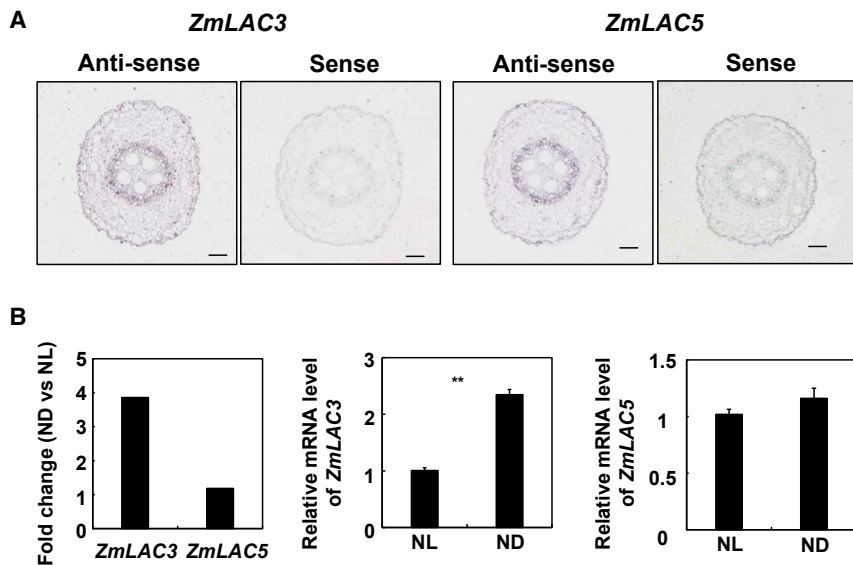 A
ZmLAC3
ZmLAC5
Anti-sense
Sense
Anti-sense
Sense
B
Fold change (ND vs NL)
5
4
3
2
1
0
ZmLAC3
ZmLAC5
Relative mRNA level
of ZmLAC3
3
2
1
0
**
NL
ND
Relative mRNA level
of ZmLAC5
1.5
1
0.5
0
NL
ND